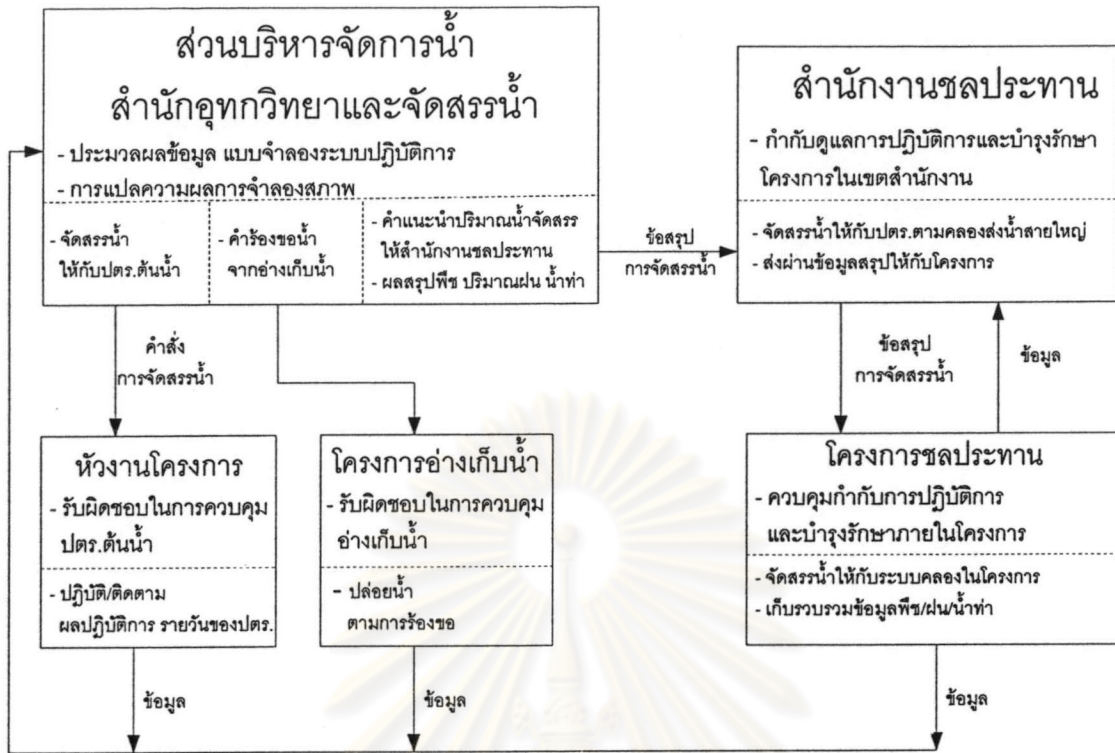 ส่วนบริหารจัดการน้ำ
สำนักอุทกวิทยาและจัดสรรน้ำ
- ประมวลผลข้อมูล แบบจำลองระบบปฏิบัติการ
- การแปลความผลการจำลองสภาพ
- จัดสรรน้ำ
ให้กับปตร.ต้นน้ำ
- คำร้องขอน้ำ
จากอ่างเก็บน้ำ
- คำแนะนำปริมาณน้ำจัดสรร
ให้สำนักงานชลประทาน
- ผลสรุปพืช ปริมาณฝน น้ำท่า
ข้อสรุป
การจัดสรรน้ำ
สำนักงานชลประทาน
- กำกับดูแลการปฏิบัติการและบำรุงรักษา
โครงการในเขตสำนักงาน
- จัดสรรน้ำให้กับปตร.ตามคลองส่งน้ำสายใหญ่
- ส่งผ่านข้อมูลสรุปให้กับโครงการ
คำสั่ง
การจัดสรรน้ำ
ข้อสรุป
การจัดสรรน้ำ
ข้อมูล
หัวงานโครงการ
- รับผิดชอบในการควบคุม
ปตร.ต้นน้ำ
- ปฏิบัติ/ติดตาม
ผลปฏิบัติการ รายวันของปตร.
โครงการอ่างเก็บน้ำ
- รับผิดชอบในการควบคุม
อ่างเก็บน้ำ
- ปล่อยน้ำ
ตามการร้องขอ
โครงการชลประทาน
- ควบคุมกำกับการปฏิบัติการ
และบำรุงรักษาภายในโครงการ
- จัดสรรน้ำให้กับระบบคลองในโครงการ
- เก็บรวบรวมข้อมูลพืช/ฝน/น้ำท่า
ข้อมูล
ข้อมูล
ข้อมูล